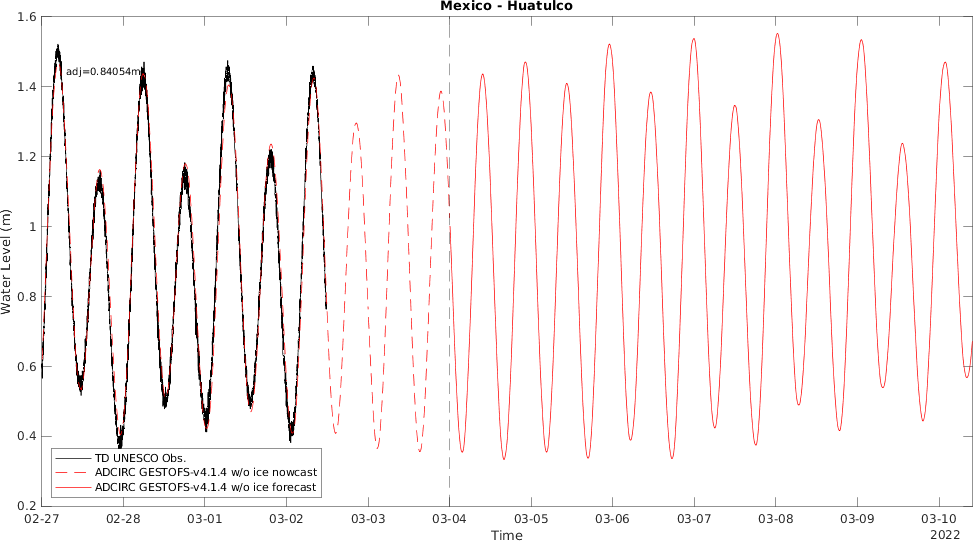 Mexico - Huatulco
1.6
1.4
1.2
1
0.8
0.6
0.4
0.2
Water Level (m)
adj=0.84054m
TD UNESCO Obs.
ADCIRC GESTOFS-v4.1.4 w/o ice nowcast
ADCIRC GESTOFS-v4.1.4 w/o ice forecast
02-27 02-28 03-01 03-02 03-03 03-04 03-05 03-06 03-07 03-08 03-09 03-10
2022
Time